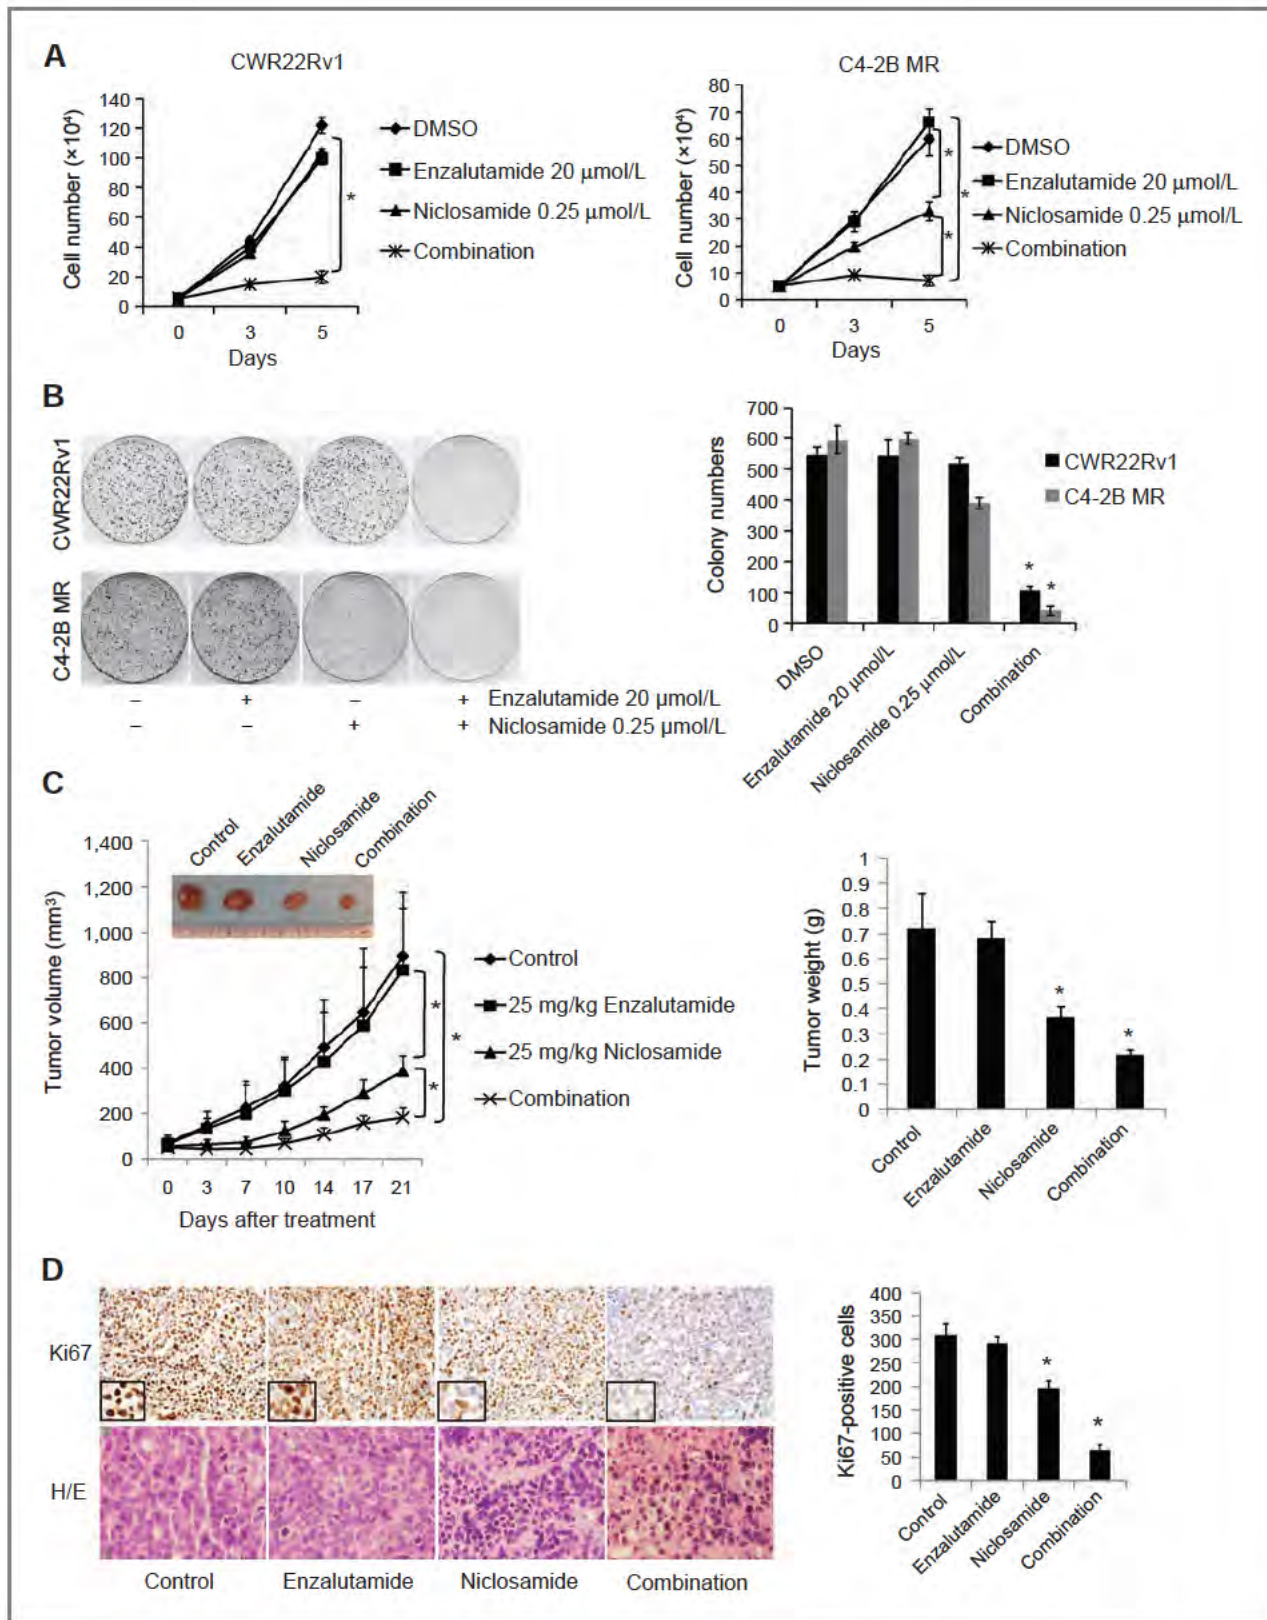 A
CWR22Rv1
Cell number (×10⁴)
140
120
100
80
60
40
20
0
0 3 5
Days
DMSO
Enzalutamide 20 μmol/L
Niclosamide 0.25 μmol/L
Combination
*
C4-2B MR
Cell number (×10⁴)
80
70
60
50
40
30
20
10
0
0 3 5
Days
DMSO
Enzalutamide 20 μmol/L
Niclosamide 0.25 μmol/L
Combination
*
*
*
B
CWR22Rv1
C4-2B MR
– + – + Enzalutamide 20 μmol/L
– – + + Niclosamide 0.25 μmol/L
Colony numbers
700
600
500
400
300
200
100
0
CWR22Rv1
C4-2B MR
* *
DMSO
Enzalutamide 20 μmol/L
Niclosamide 0.25 μmol/L
Combination
C
Control
Enzalutamide
Niclosamide
Combination
Tumor volume (mm³)
1,400
1,200
1,000
800
600
400
200
0
0 3 7 10 14 17 21
Days after treatment
Control
25 mg/kg Enzalutamide
25 mg/kg Niclosamide
Combination
*
*
*
Tumor weight (g)
1
0.9
0.8
0.7
0.6
0.5
0.4
0.3
0.2
0.1
0
*
*
Control
Enzalutamide
Niclosamide
Combination
D
Ki67
H/E
Control Enzalutamide Niclosamide Combination
Ki67-positive cells
400
350
300
250
200
150
100
50
0
*
*
Control
Enzalutamide
Niclosamide
Combination